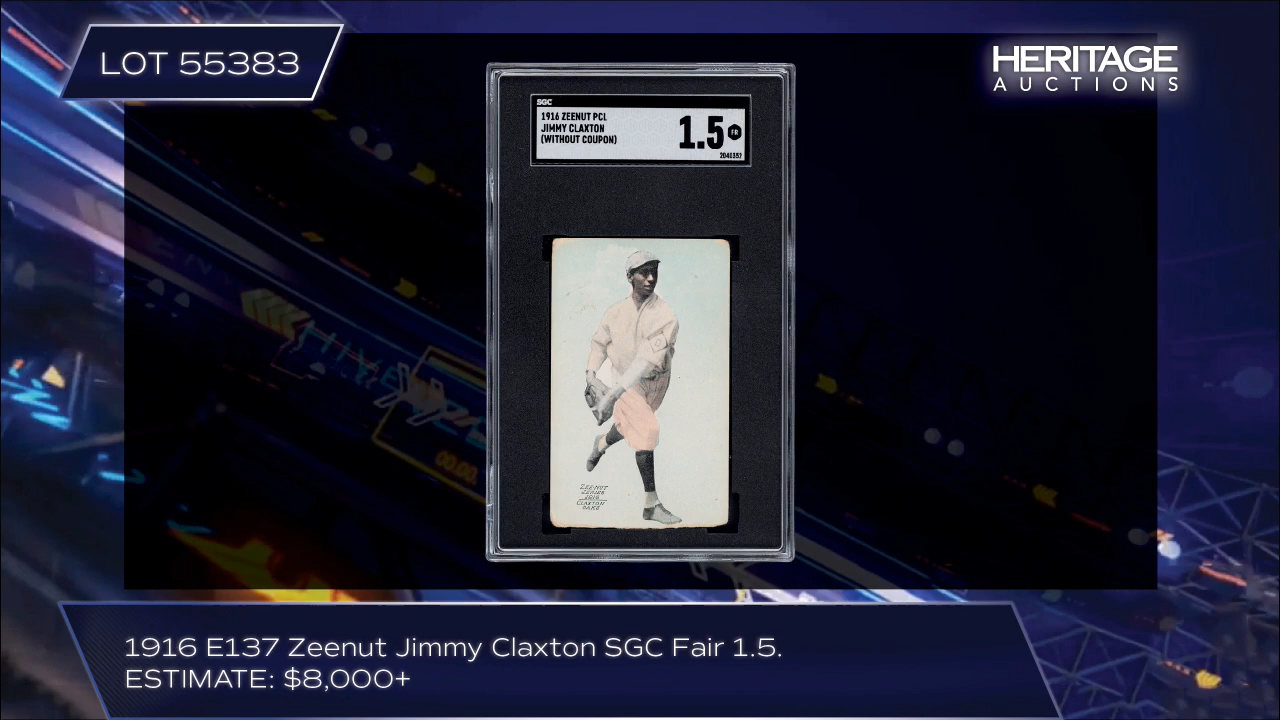 LOT 55383
HERITAGE
AUCTIONS
SGC
1916 ZEENUT PCL
JIMMY CLAXTON
(WITHOUT COUPON)
1.5
FR
2040352
ZEE-NUT
SERIES
1916
CLAXTON
OAKS
1916 E137 Zeenut Jimmy Claxton SGC Fair 1.5.
ESTIMATE: $8,000+